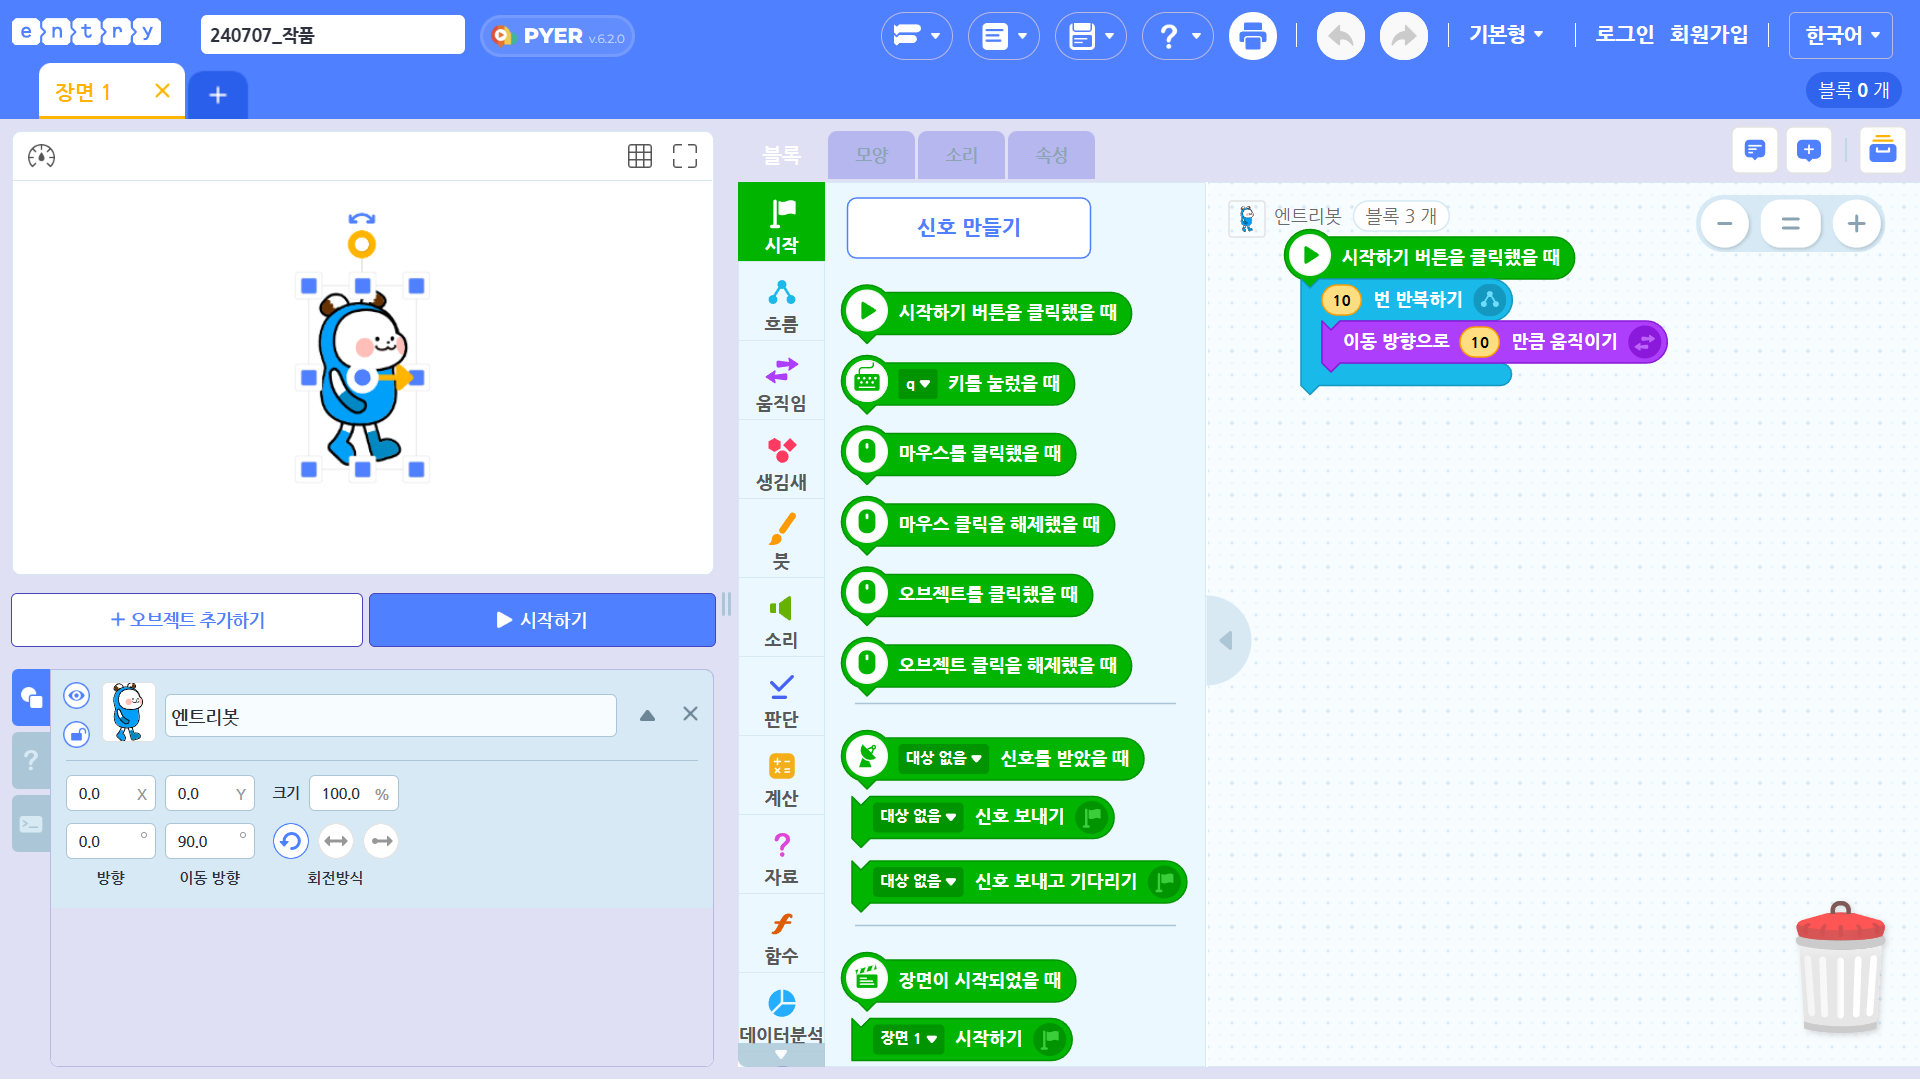 entry
240707_작품
PYER v.6.2.0
?
기본형
로그인
회원가입
한국어
장면 1
블록 0 개
블록
모양
소리
속성
시작
흐름
움직임
생김새
붓
소리
판단
계산
자료
함수
데이터분석
신호 만들기
시작하기 버튼을 클릭했을 때
q 키를 눌렀을 때
마우스를 클릭했을 때
마우스 클릭을 해제했을 때
오브젝트를 클릭했을 때
오브젝트 클릭을 해제했을 때
대상 없음 신호를 받았을 때
대상 없음 신호 보내기
대상 없음 신호 보내고 기다리기
장면이 시작되었을 때
장면 1 시작하기
엔트리봇
블록 3 개
시작하기 버튼을 클릭했을 때
10 번 반복하기
이동 방향으로 10 만큼 움직이기
+ 오브젝트 추가하기
시작하기
엔트리봇
?
0.0 X
0.0 Y
크기 100.0 %
0.0 °
90.0 °
방향
이동 방향
회전방식